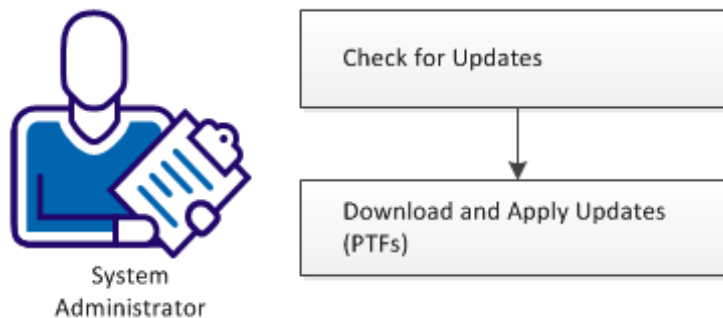 Check for Updates
Download and Apply Updates
(PTFs)
System
Administrator